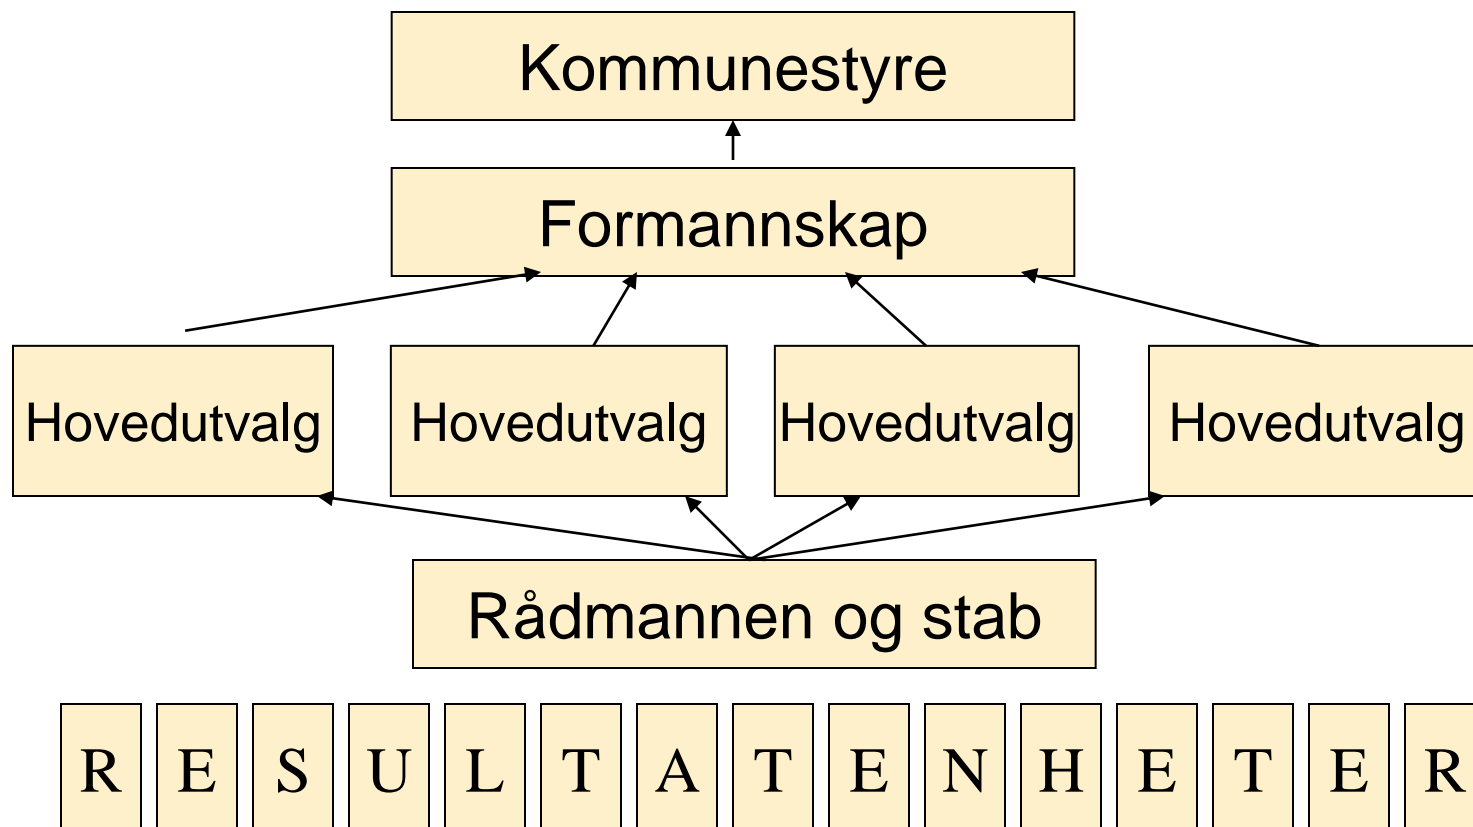 Kommunestyre
Formannskap
Hovedutvalg Hovedutvalg Hovedutvalg Hovedutvalg
Rådmannen og stab
R E S U L T A T E N H E T E R